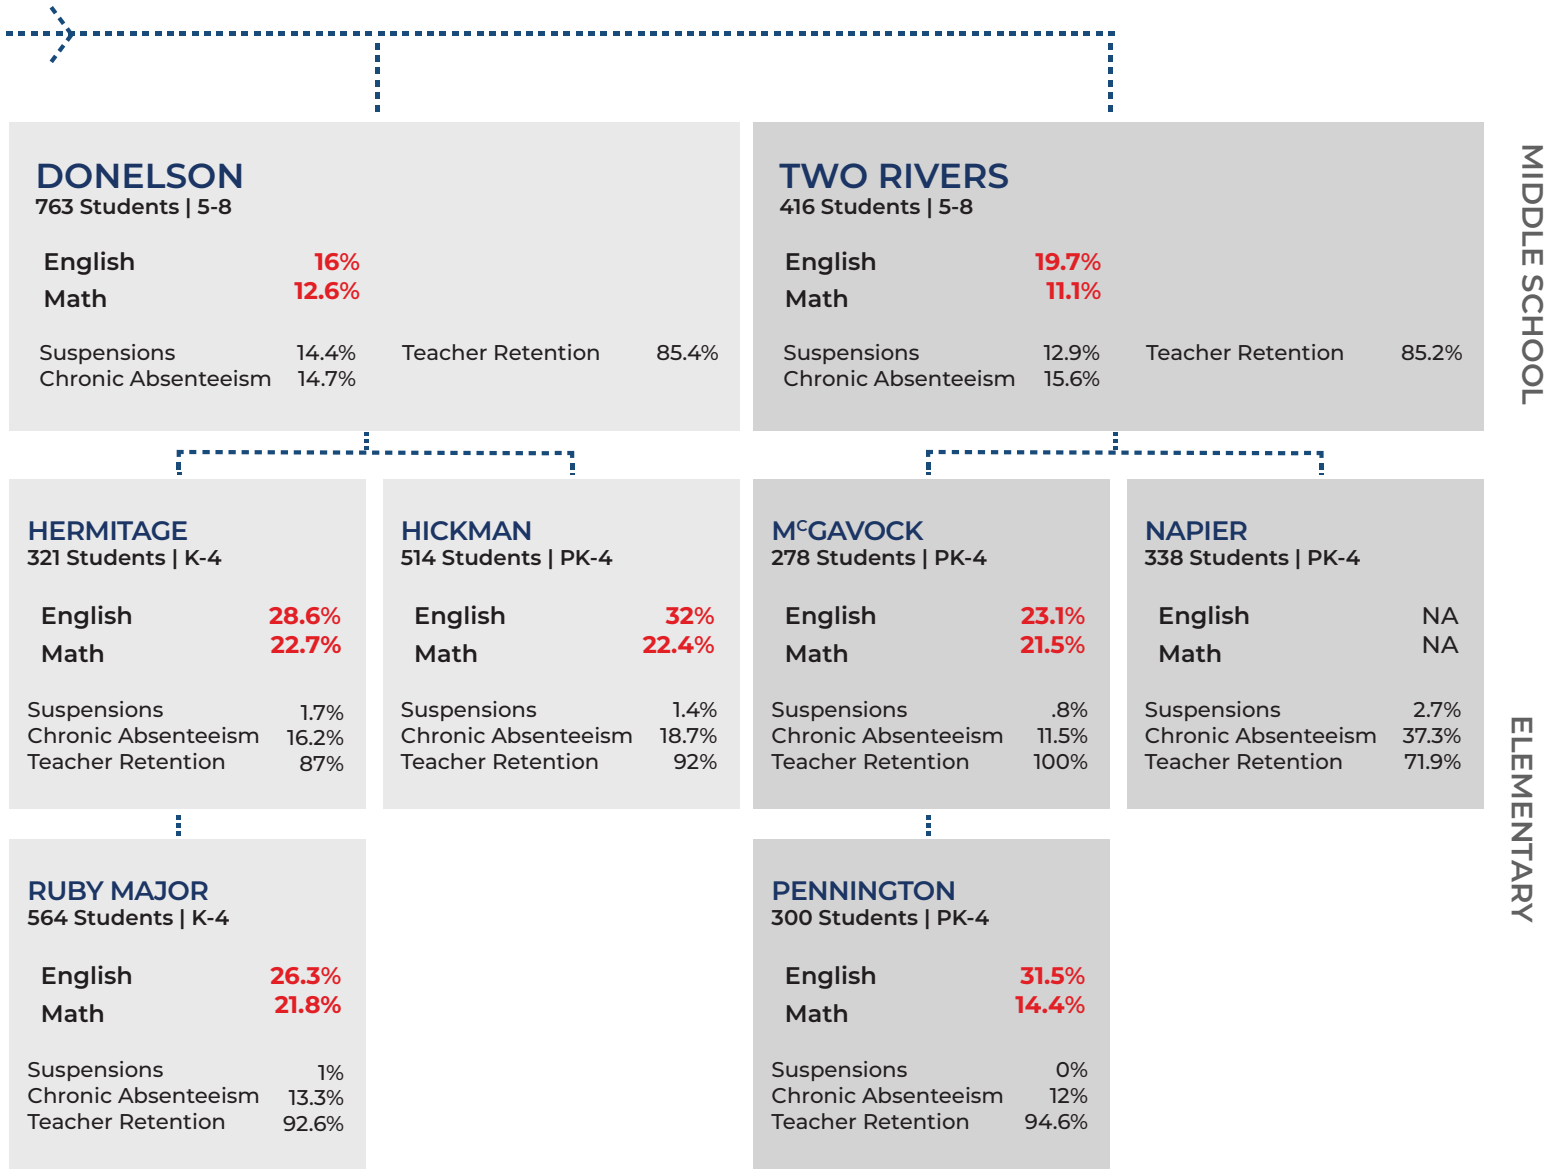 DONELSON
763 Students | 5-8
English 16%
Math 12.6%
Suspensions 14.4% Teacher Retention 85.4%
Chronic Absenteeism 14.7%
TWO RIVERS
416 Students | 5-8
English 19.7%
Math 11.1%
Suspensions 12.9% Teacher Retention 85.2%
Chronic Absenteeism 15.6%
MIDDLE SCHOOL
HERMITAGE
321 Students | K-4
English 28.6%
Math 22.7%
Suspensions 1.7%
Chronic Absenteeism 16.2%
Teacher Retention 87%
HICKMAN
514 Students | PK-4
English 32%
Math 22.4%
Suspensions 1.4%
Chronic Absenteeism 18.7%
Teacher Retention 92%
McGAVOCK
278 Students | PK-4
English 23.1%
Math 21.5%
Suspensions .8%
Chronic Absenteeism 11.5%
Teacher Retention 100%
NAPIER
338 Students | PK-4
English NA
Math NA
Suspensions 2.7%
Chronic Absenteeism 37.3%
Teacher Retention 71.9%
ELEMENTARY
RUBY MAJOR
564 Students | K-4
English 26.3%
Math 21.8%
Suspensions 1%
Chronic Absenteeism 13.3%
Teacher Retention 92.6%
PENNINGTON
300 Students | PK-4
English 31.5%
Math 14.4%
Suspensions 0%
Chronic Absenteeism 12%
Teacher Retention 94.6%